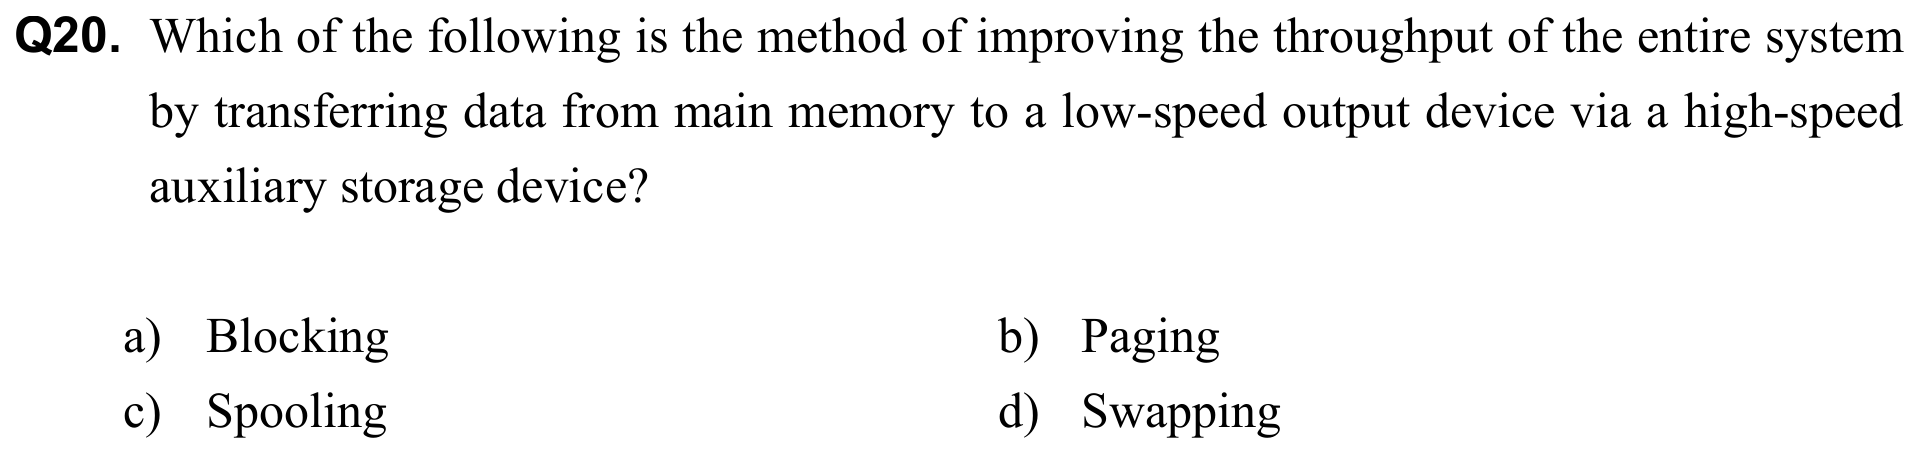 Q20. Which of the following is the method of improving the throughput of the entire system
by transferring data from main memory to a low-speed output device via a high-speed
auxiliary storage device?
a) Blocking b) Paging
c) Spooling d) Swapping